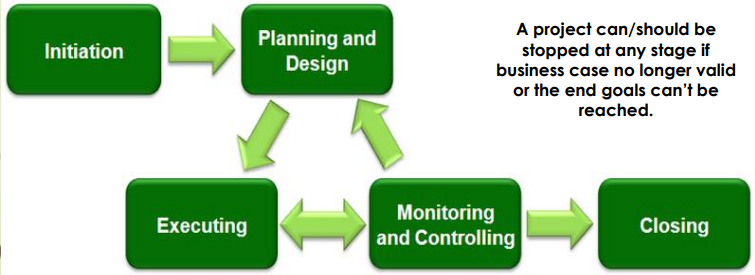 Initiation
Planning and
Design
A project can/should be
stopped at any stage if
business case no longer valid
or the end goals can't be
reached.
Executing
Monitoring
and Controlling
Closing